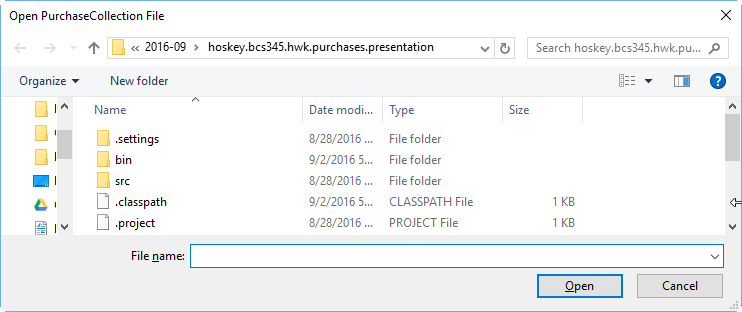 Open PurchaseCollection File
« 2016-09 > hoskey.bcs345.hwk.purchases.presentation
Search hoskey.bcs345.hwk.pu...
Organize New folder
Name Date modi... Type Size
.settings 8/28/2016 ... File folder
bin 9/2/2016 5... File folder
src 8/28/2016 ... File folder
.classpath 9/2/2016 5... CLASSPATH File 1 KB
.project 8/28/2016 ... PROJECT File 1 KB
File name:
Open Cancel